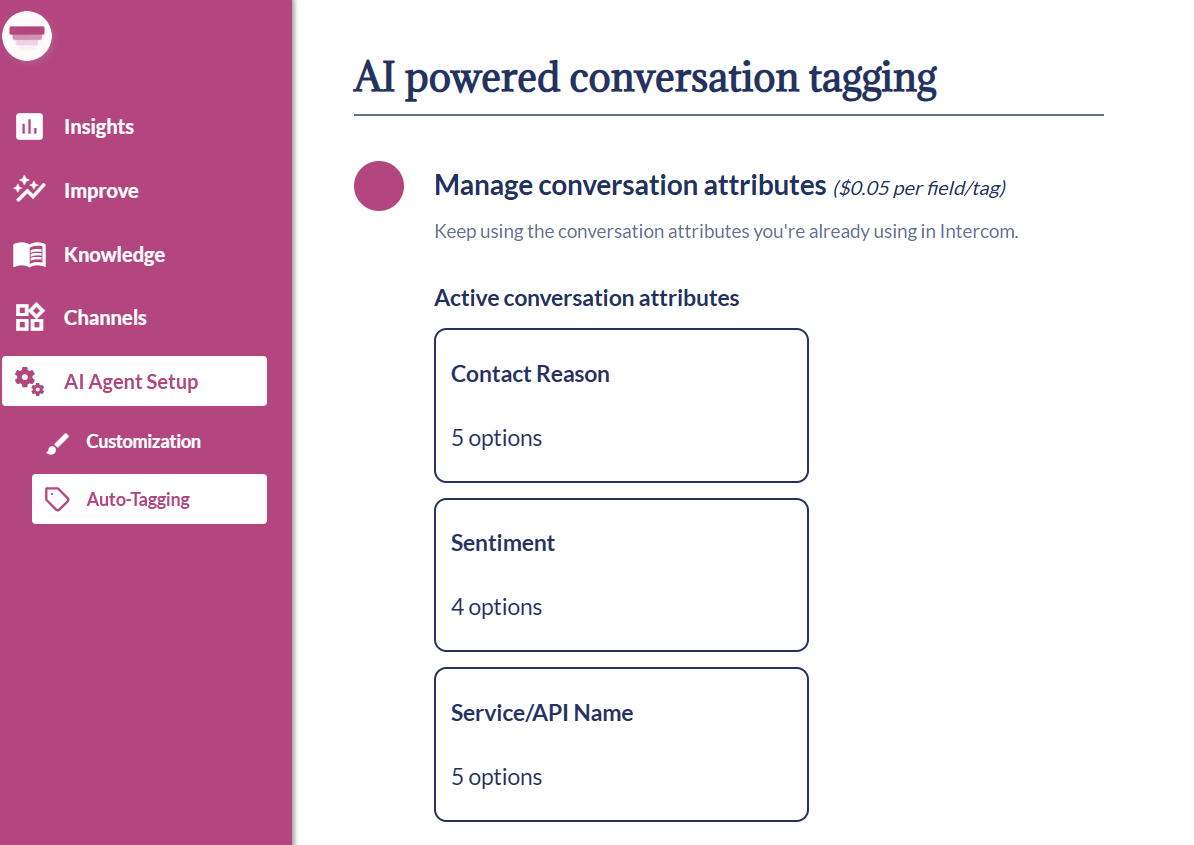 Insights
Improve
Knowledge
Channels
AI Agent Setup
Customization
Auto-Tagging
AI powered conversation tagging
Manage conversation attributes ($0.05 per field/tag)
Keep using the conversation attributes you're already using in Intercom.
Active conversation attributes
Contact Reason
5 options
Sentiment
4 options
Service/API Name
5 options